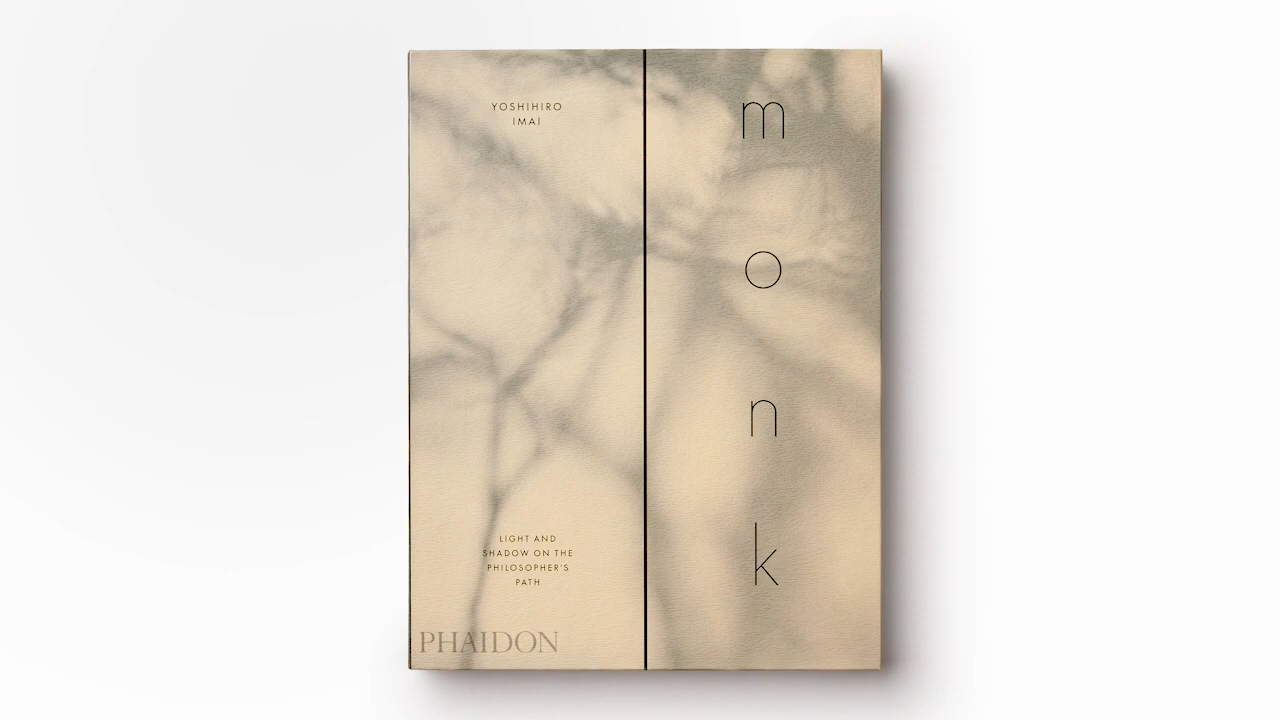 YOSHIHIRO
IMAI
m
o
n
k
LIGHT AND
SHADOW ON THE
PHILOSOPHER'S
PATH
PHAIDON